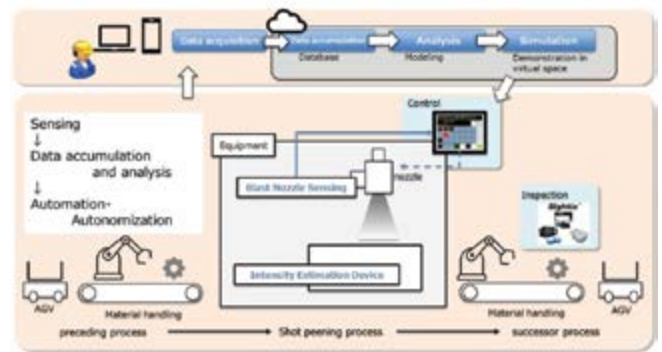 Data acquisition
Data accumulation
Analysis
Simulation
Database
Modeling
Demonstration in
virtual space
Control
Sensing
↓
Data accumulation
and analysis
↓
Automation-
Autonomization
Equipment
Blast Nozzle Sensing
nozzle
Inspection
Sightia
Intensity Estimation Device
AGV
Material handling
Material handling
AGV
preceding process
Shot peening process
successor process